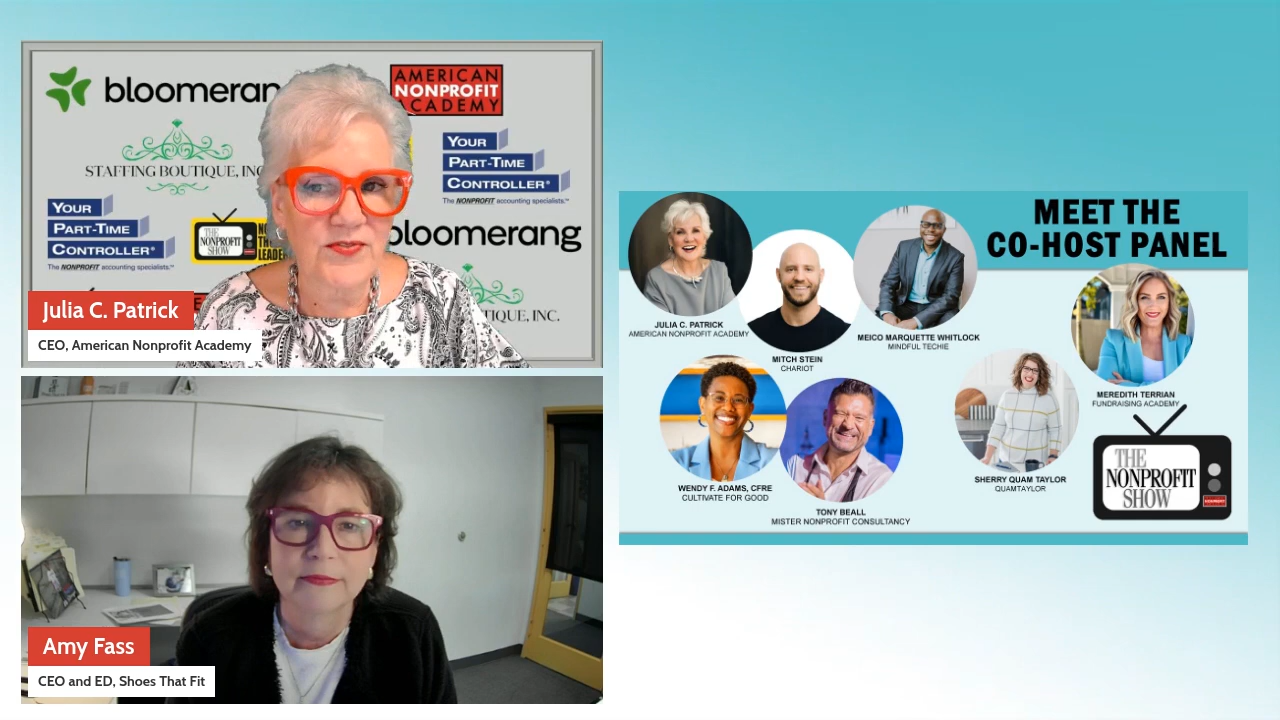 bloomeran
AMERICAN
NONPROFIT
ACADEMY
STAFFING BOUTIQUE, INC
YOUR
PART-TIME
CONTROLLER®
The NONPROFIT accounting specialists.™
YOUR
PART-TIME
CONTROLLER®
The NONPROFIT accounting specialists.™
THE
NONPROFIT
SHOW
bloomerang
TIQUE, INC.
Julia C. Patrick
CEO, American Nonprofit Academy
Amy Fass
CEO and ED, Shoes That Fit
MEET THE
CO-HOST PANEL
JULIA C. PATRICK
AMERICAN NONPROFIT ACADEMY
MITCH STEIN
CHARIOT
MEICO MARQUETTE WHITLOCK
MINDFUL TECHIE
MEREDITH TERRIAN
FUNDRAISING ACADEMY
WENDY F. ADAMS, CFRE
CULTIVATE FOR GOOD
TONY BEALL
MISTER NONPROFIT CONSULTANCY
SHERRY QUAM TAYLOR
QUAMTAYLOR
THE
NONPROFIT
SHOW